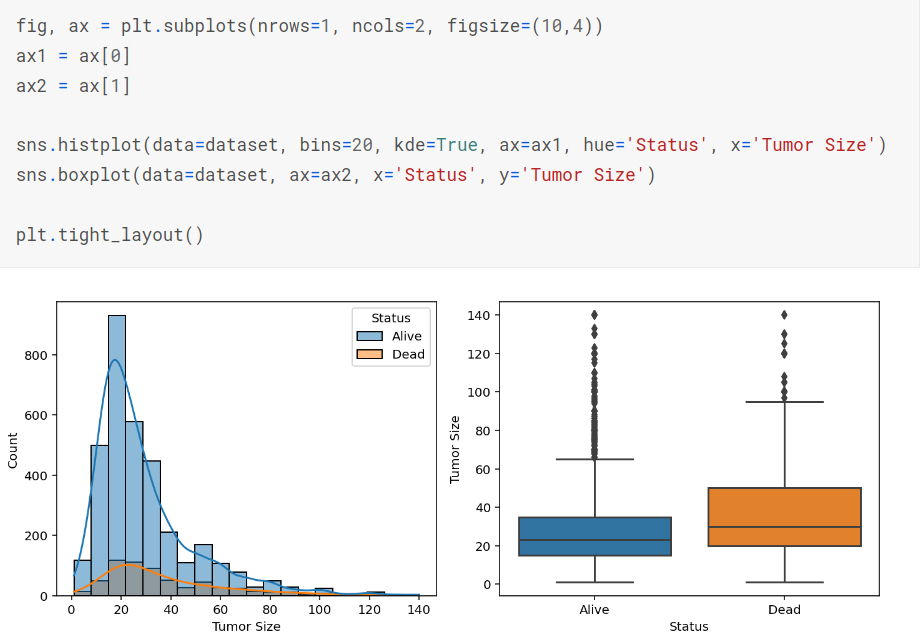 fig, ax = plt.subplots(nrows=1, ncols=2, figsize=(10,4))
ax1 = ax[0]
ax2 = ax[1]
sns.histplot(data=dataset, bins=20, kde=True, ax=ax1, hue='Status', x='Tumor Size')
sns.boxplot(data=dataset, ax=ax2, x='Status', y='Tumor Size')
plt.tight_layout()
Status
Alive
Dead
Count
800
600
400
200
0
0 20 40 60 80 100 120 140
Tumor Size
Tumor Size
140
120
100
80
60
40
20
0
Alive Dead
Status